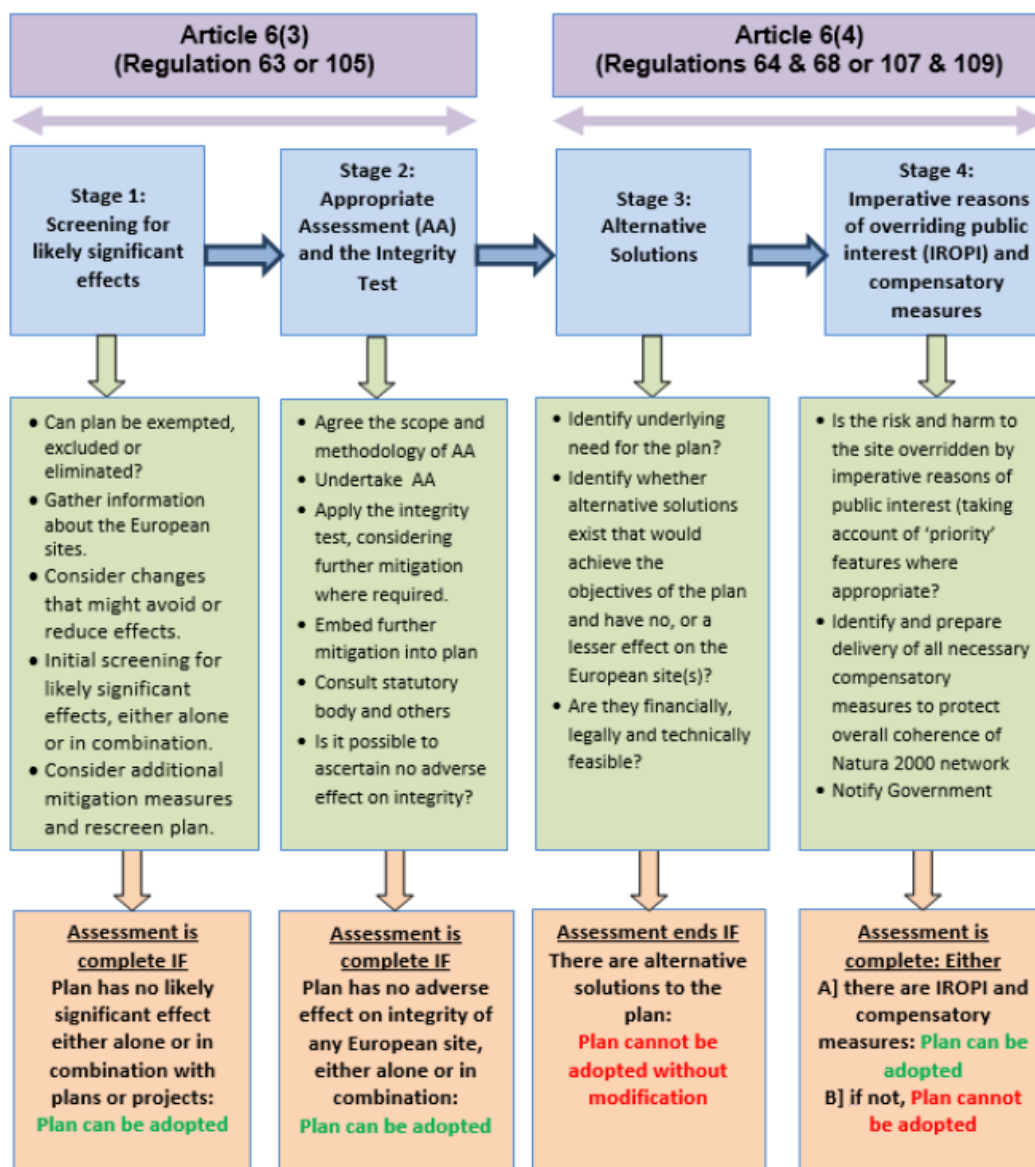 Article 6(3)
(Regulation 63 or 105)
Article 6(4)
(Regulations 64 & 68 or 107 & 109)
Stage 1:
Screening for
likely significant
effects
Stage 2:
Appropriate
Assessment (AA)
and the Integrity
Test
Stage 3:
Alternative
Solutions
Stage 4:
Imperative reasons
of overriding public
interest (IROPI) and
compensatory
measures
• Can plan be exempted,
excluded or
eliminated?
• Gather information
about the European
sites.
• Consider changes
that might avoid or
reduce effects.
• Initial screening for
likely significant
effects, either alone
or in combination.
• Consider additional
mitigation measures
and rescreen plan.
• Agree the scope and
methodology of AA
• Undertake AA
• Apply the integrity
test, considering
further mitigation
where required.
• Embed further
mitigation into plan
• Consult statutory
body and others
• Is it possible to
ascertain no adverse
effect on integrity?
• Identify underlying
need for the plan?
• Identify whether
alternative solutions
exist that would
achieve the
objectives of the plan
and have no, or a
lesser effect on the
European site(s)?
• Are they financially,
legally and technically
feasible?
• Is the risk and harm to
the site overridden by
imperative reasons of
public interest (taking
account of ‘priority’
features where
appropriate?
• Identify and prepare
delivery of all necessary
compensatory
measures to protect
overall coherence of
Natura 2000 network
• Notify Government
Assessment is
complete IF
Plan has no likely
significant effect
either alone or in
combination with
plans or projects:
Plan can be adopted
Assessment is
complete IF
Plan has no adverse
effect on integrity of
any European site,
either alone or in
combination:
Plan can be adopted
Assessment ends IF
There are alternative
solutions to the
plan:
Plan cannot be
adopted without
modification
Assessment is
complete: Either
A] there are IROPI and
compensatory
measures: Plan can be
adopted
B] if not, Plan cannot
be adopted